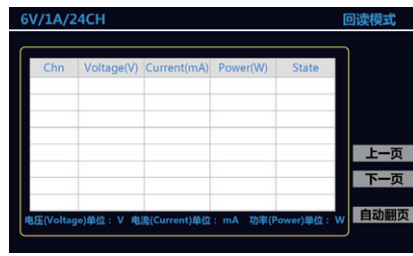 6V/1A/24CH 回读模式
Chn Voltage(V) Current(mA) Power(W) State
上一页
下一页
自动翻页
电压(Voltage)单位：V 电流(Current)单位：mA 功率(Power)单位：W